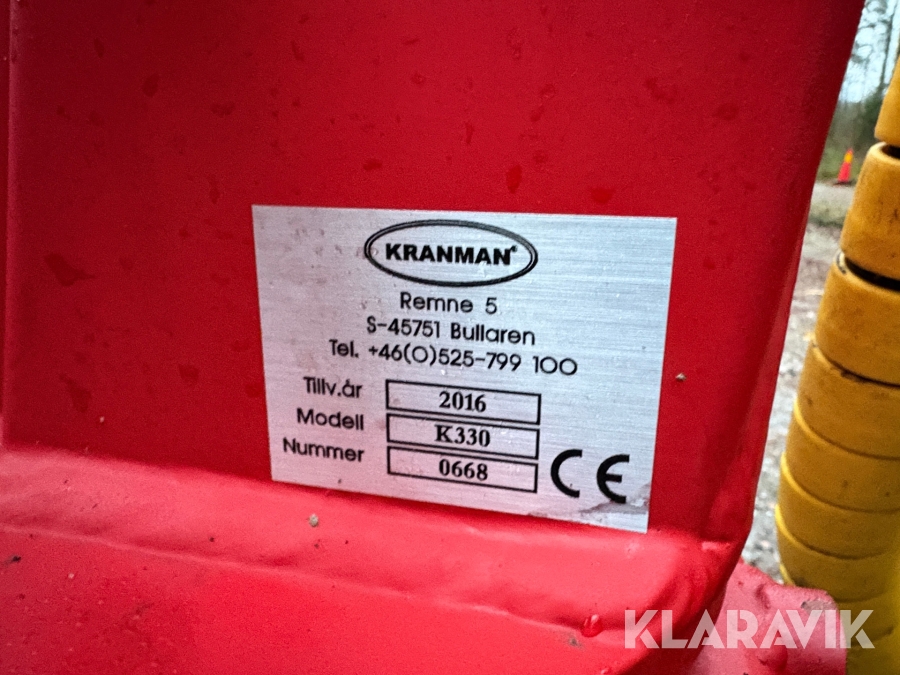 KRANMAN®
Remne 5
S-45751 Bullaren
Tel. +46(0)525-799 100
Tillv.år 2016
Modell K330
Nummer 0668
CE
KLARAVIK